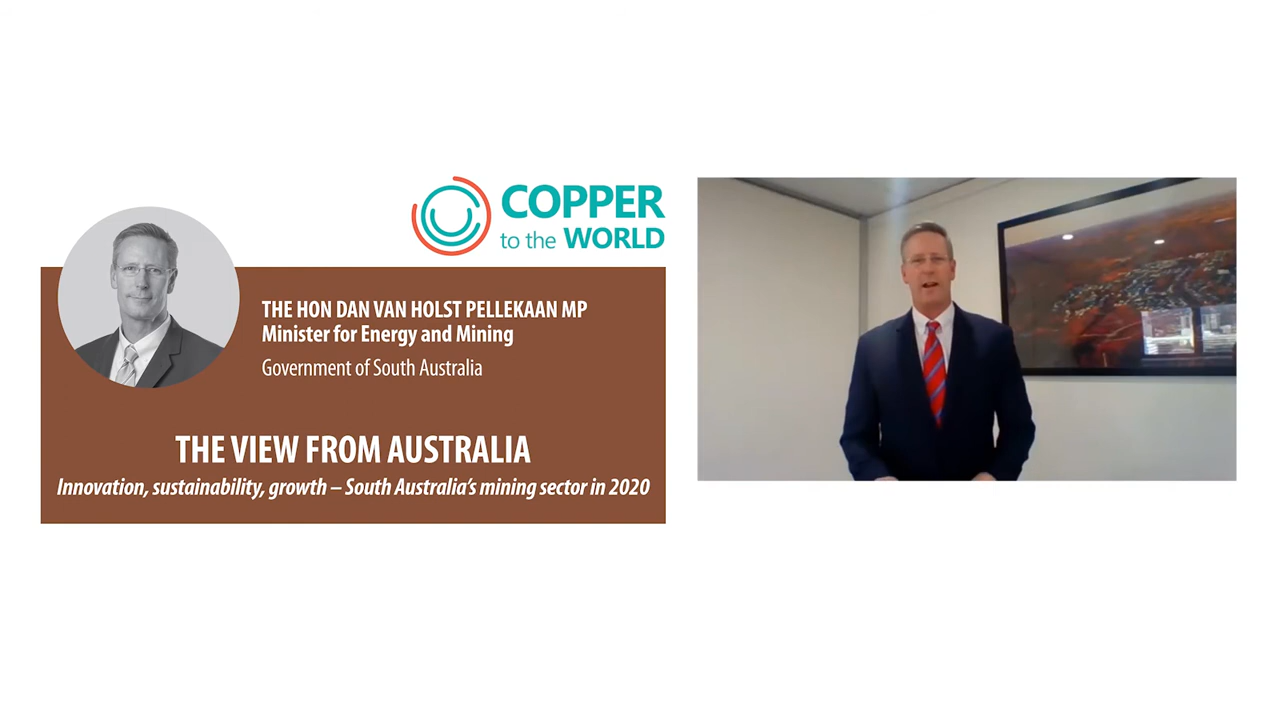 COPPER
to the WORLD
THE HON DAN VAN HOLST PELLEKAAN MP
Minister for Energy and Mining
Government of South Australia
THE VIEW FROM AUSTRALIA
Innovation, sustainability, growth – South Australia's mining sector in 2020